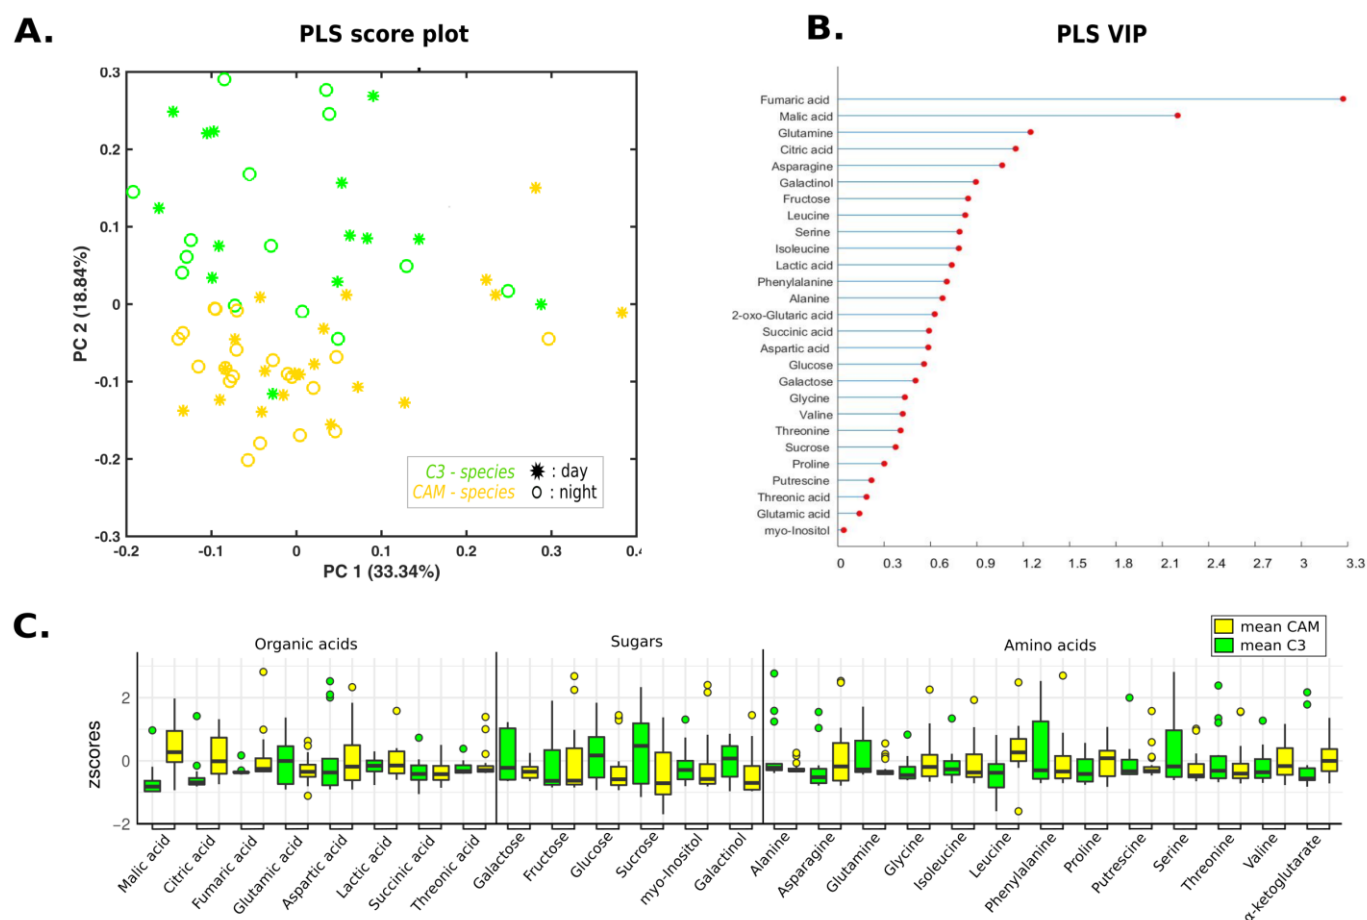 A.
PLS score plot
0.3
0.2
0.1
0
-0.1
-0.2
-0.3
-0.2
-0.1
0
0.1
0.2
0.3
PC 2 (18.84%)
PC 1 (33.34%)
C3 - species : day
CAM - species : night
B.
PLS VIP
Fumaric acid
Malic acid
Glutamine
Citric acid
Asparagine
Galactinol
Fructose
Leucine
Serine
Isoleucine
Lactic acid
Phenylalanine
Alanine
2-oxo-Glutaric acid
Succinic acid
Aspartic acid
Glucose
Galactose
Glycine
Valine
Threonine
Sucrose
Proline
Putrescine
Threonic acid
Glutamic acid
myo-Inositol
0
0.3
0.6
0.9
1.2
1.5
1.8
2.1
2.4
2.7
3
3.3
C.
Organic acids
Sugars
Amino acids
mean CAM
mean C3
zscores
2
0
−2
Malic acid
Citric acid
Fumaric acid
Glutamic acid
Aspartic acid
Lactic acid
Succinic acid
Threonic acid
Galactose
Fructose
Glucose
Sucrose
myo-Inositol
Galactinol
Alanine
Asparagine
Glutamine
Glycine
Isoleucine
Leucine
Phenylalanine
Proline
Putrescine
Serine
Threonine
Valine
α-ketoglutarate